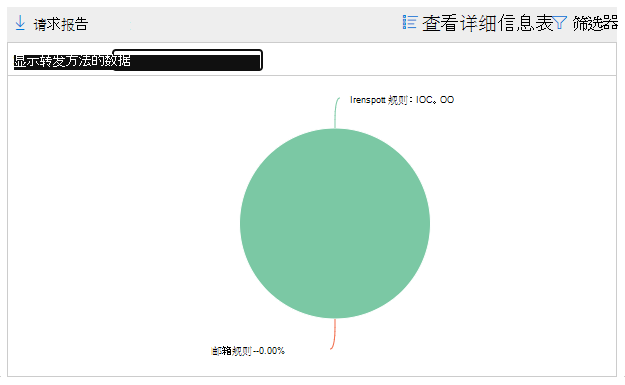 请求报告
查看详细信息表 筛选器
显示转发方法的数据
Irenspott 规则：IOC。OO
邮箱规则--0.00%